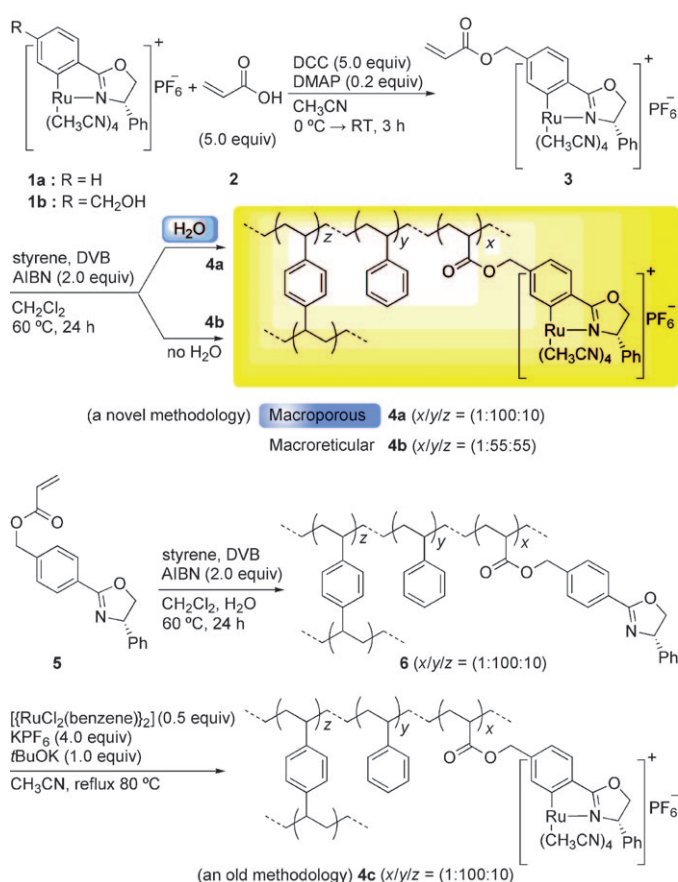 R
O
N
Ru
(CH3CN)4
Ph
+
PF6−
+
O
OH
(5.0 equiv)
DCC (5.0 equiv)
DMAP (0.2 equiv)
CH3CN
0 ºC → RT, 3 h
O
O
O
N
Ru
(CH3CN)4
Ph
+
PF6−
1a : R = H
1b : R = CH2OH
2
3
styrene, DVB
AIBN (2.0 equiv)
CH2Cl2
60 ºC, 24 h
H2O
4a
4b
no H2O
z
y
x
O
O
O
N
Ru
(CH3CN)4
Ph
+
PF6−
(a novel methodology) Macroporous 4a (x/y/z = (1:100:10)
Macroreticular 4b (x/y/z = (1:55:55)
O
O
O
N
Ph
5
styrene, DVB
AIBN (2.0 equiv)
CH2Cl2, H2O
60 ºC, 24 h
z
y
x
O
O
O
N
Ph
6 (x/y/z = (1:100:10)
[{RuCl2(benzene)}2] (0.5 equiv)
KPF6 (4.0 equiv)
tBuOK (1.0 equiv)
CH3CN, reflux 80 ºC
z
y
x
O
O
O
N
Ru
(CH3CN)4
Ph
+
PF6−
(an old methodology) 4c (x/y/z = (1:100:10)